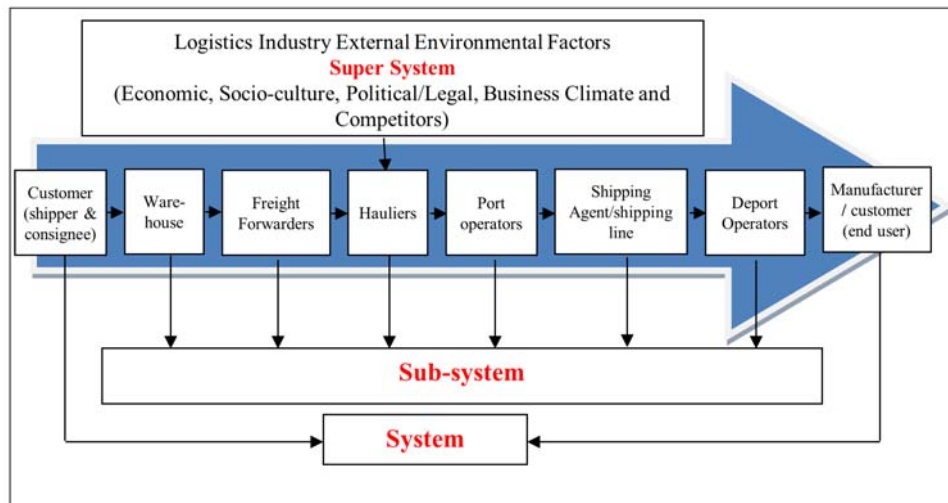 Logistics Industry External Environmental Factors
Super System
(Economic, Socio-culture, Political/Legal, Business Climate and
Competitors)
Customer
(shipper &
consignee)
Ware-
house
Freight
Forwarders
Hauliers
Port
operators
Shipping
Agent/shipping
line
Deport
Operators
Manufacturer
/ customer
(end user)
Sub-system
System